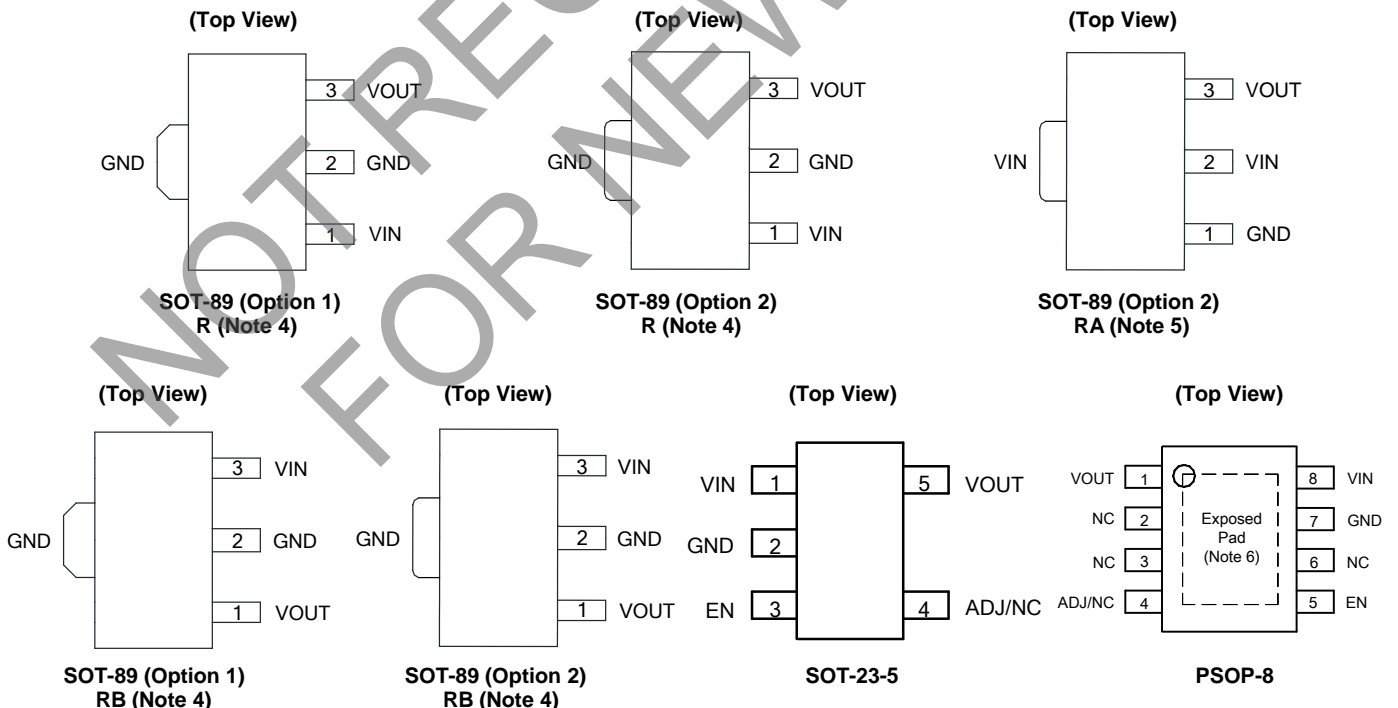 (Top View)
3 VOUT
GND
2 GND
1 VIN
SOT-89 (Option 1)
R (Note 4)
(Top View)
3 VOUT
GND
2 GND
1 VIN
SOT-89 (Option 2)
R (Note 4)
(Top View)
3 VOUT
VIN
2 VIN
1 GND
SOT-89 (Option 2)
RA (Note 5)
(Top View)
3 VIN
GND
2 GND
1 VOUT
SOT-89 (Option 1)
RB (Note 4)
(Top View)
3 VIN
GND
2 GND
1 VOUT
SOT-89 (Option 2)
RB (Note 4)
(Top View)
VIN 1
5 VOUT
GND 2
EN 3
4 ADJ/NC
SOT-23-5
(Top View)
VOUT 1
8 VIN
NC 2
7 GND
NC 3
6 NC
ADJ/NC 4
5 EN
Exposed
Pad
(Note 6)
PSOP-8
NOT REC
FOR NEW